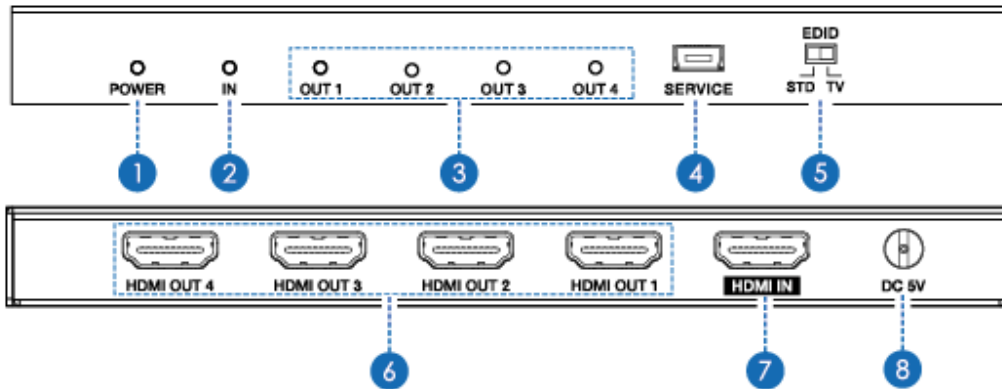 EDID
POWER IN OUT 1 OUT 2 OUT 3 OUT 4 SERVICE STD TV
1 2 3 4 5
HDMI OUT 4 HDMI OUT 3 HDMI OUT 2 HDMI OUT 1 HDMI IN DC 5V
6 7 8